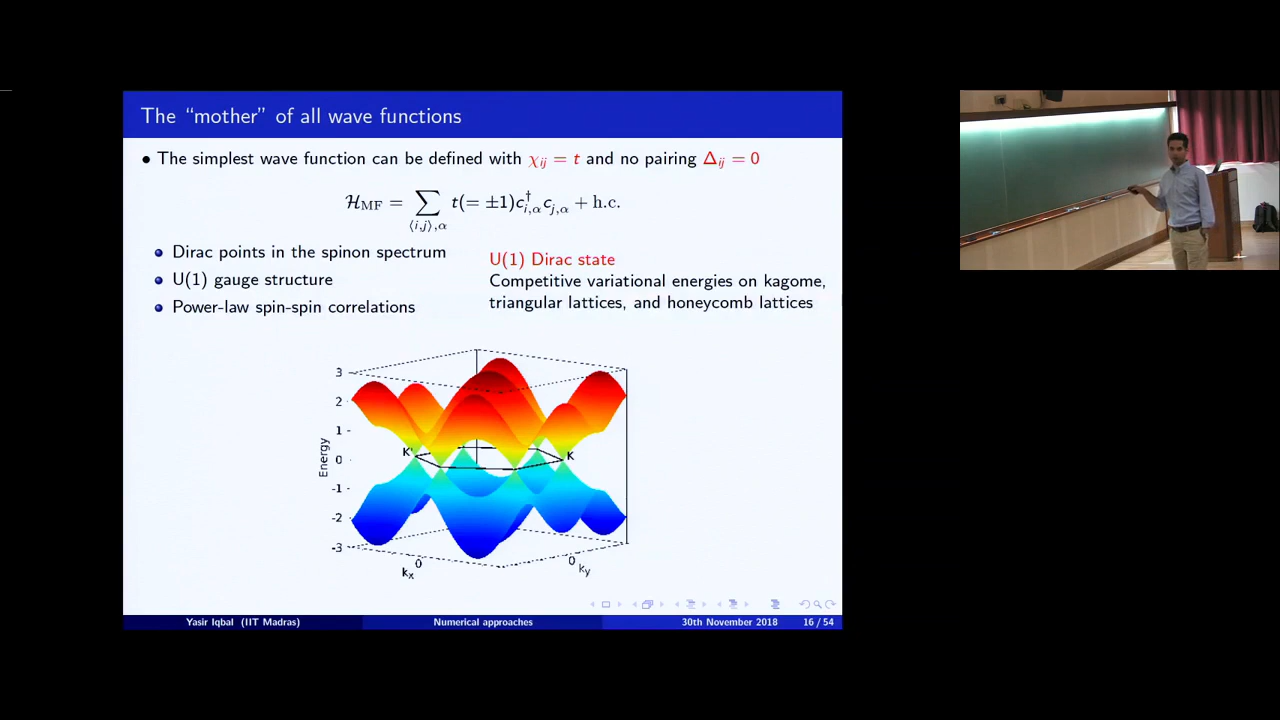 The “mother” of all wave functions
• The simplest wave function can be defined with χij = t and no pairing Δij = 0
ℋMF = ∑⟨i,j⟩,α t(= ±1)c†i,α cj,α + h.c.
Dirac points in the spinon spectrum
U(1) gauge structure
Power-law spin-spin correlations
U(1) Dirac state
Competitive variational energies on kagome,
triangular lattices, and honeycomb lattices
3
2
1
0
-1
-2
-3
Energy
K'
K
kx
0
0
ky
Yasir Iqbal (IIT Madras)
Numerical approaches
30th November 2018
16 / 54